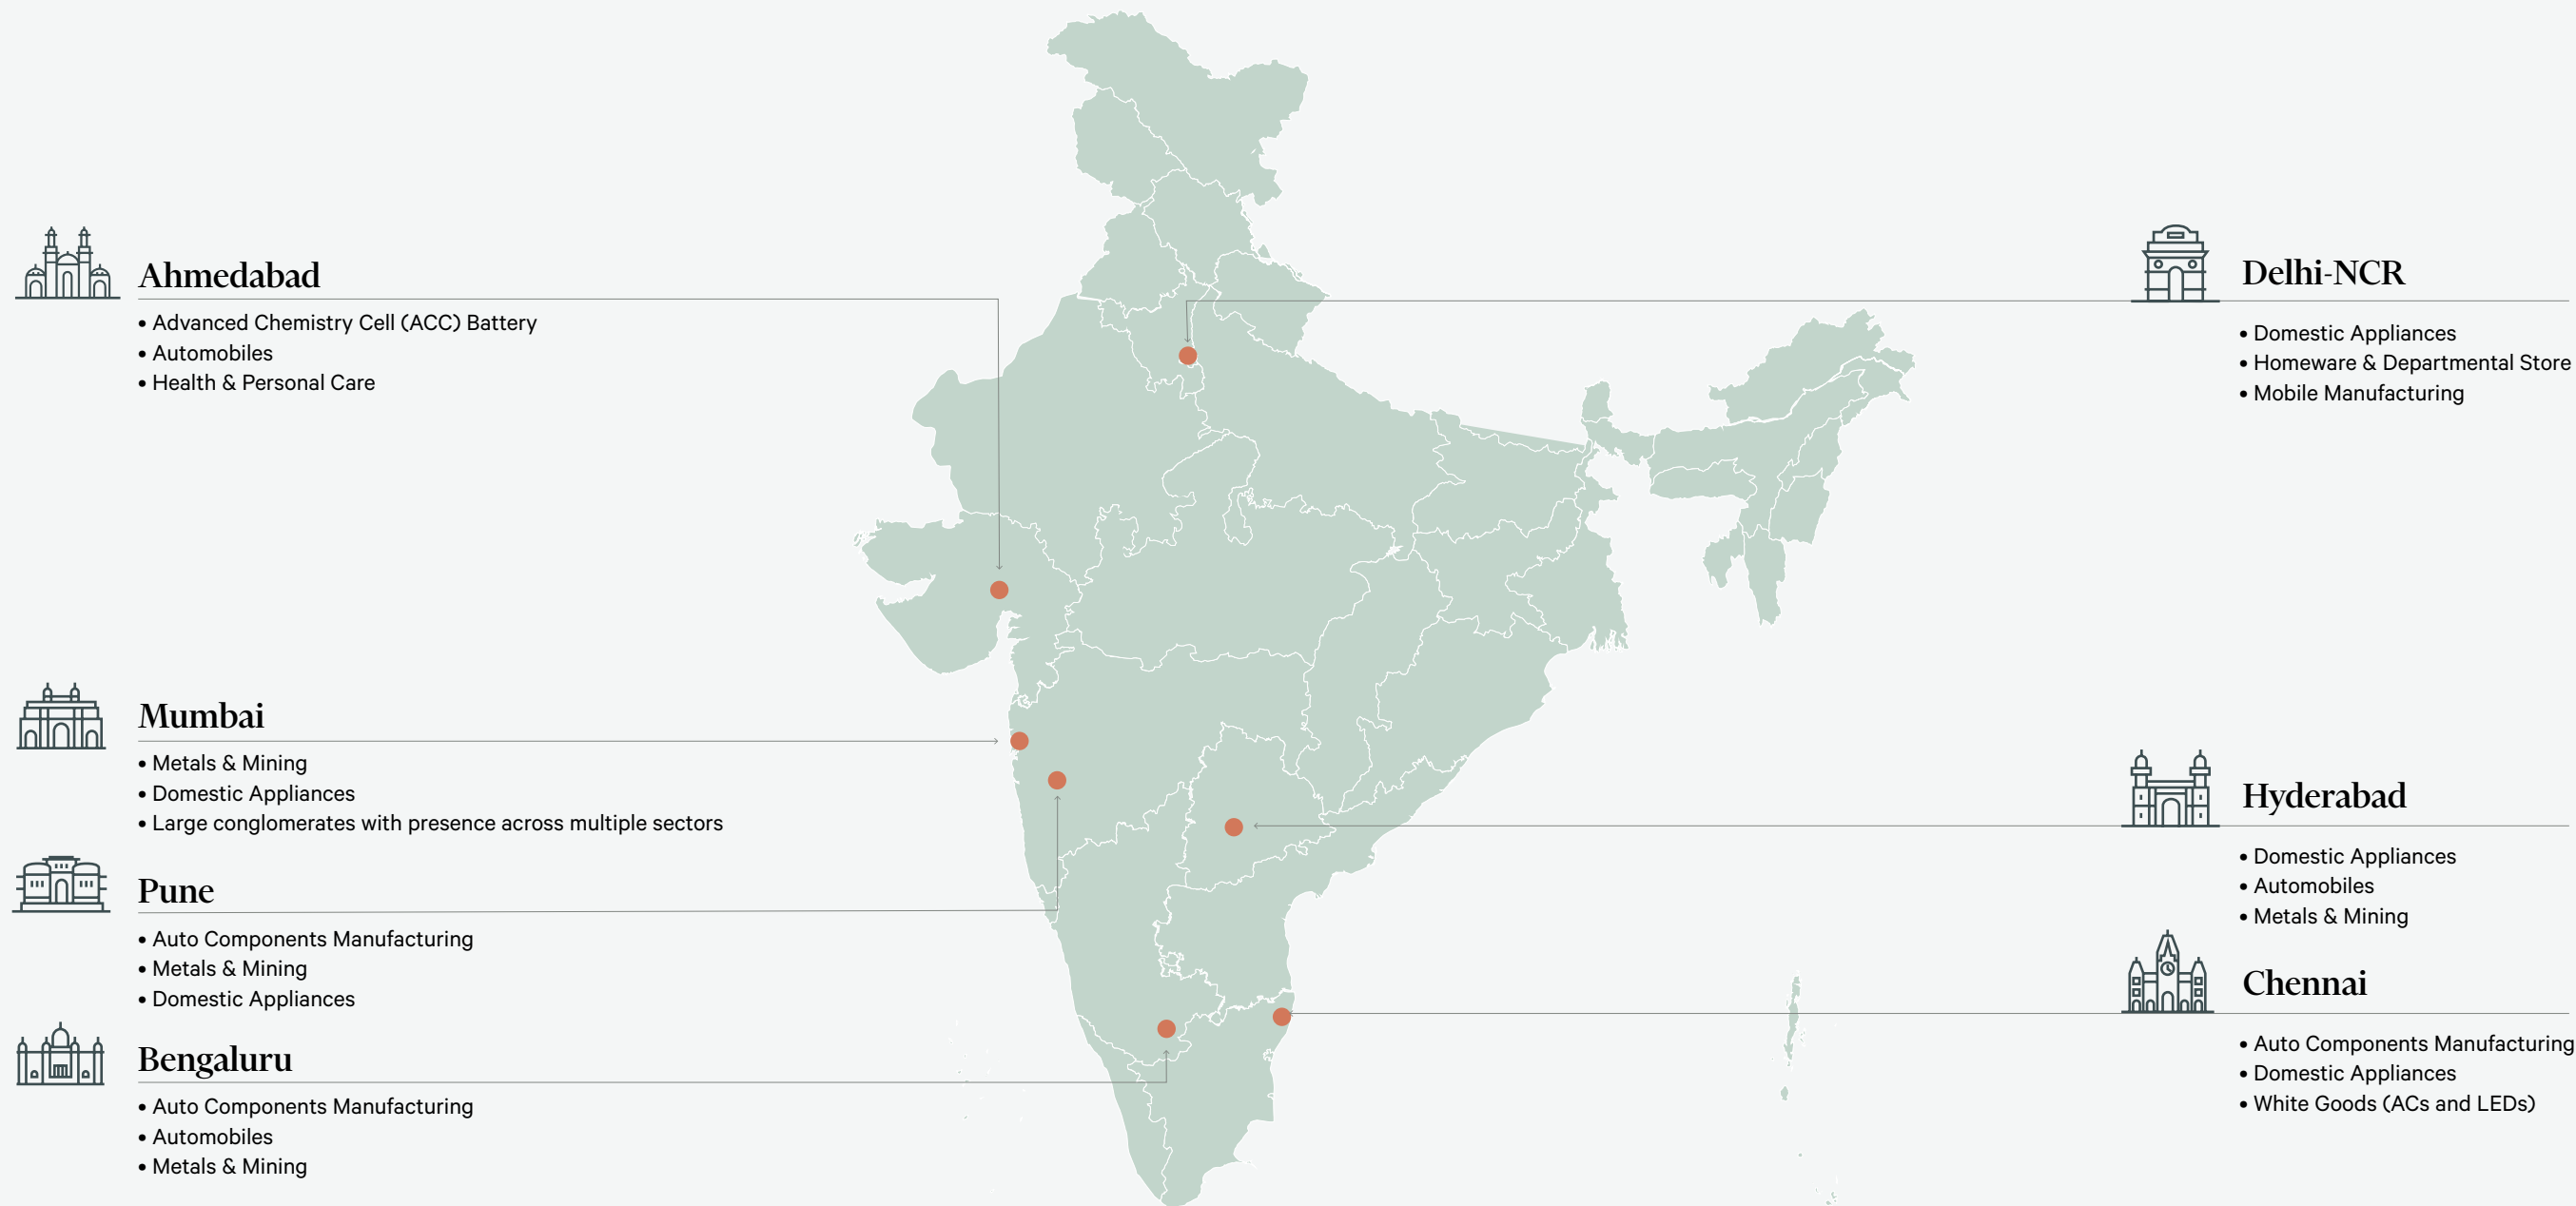 Ahmedabad
• Advanced Chemistry Cell (ACC) Battery
• Automobiles
• Health & Personal Care
Mumbai
• Metals & Mining
• Domestic Appliances
• Large conglomerates with presence across multiple sectors
Pune
• Auto Components Manufacturing
• Metals & Mining
• Domestic Appliances
Bengaluru
• Auto Components Manufacturing
• Automobiles
• Metals & Mining
Delhi-NCR
• Domestic Appliances
• Homeware & Departmental Store
• Mobile Manufacturing
Hyderabad
• Domestic Appliances
• Automobiles
• Metals & Mining
Chennai
• Auto Components Manufacturing
• Domestic Appliances
• White Goods (ACs and LEDs)